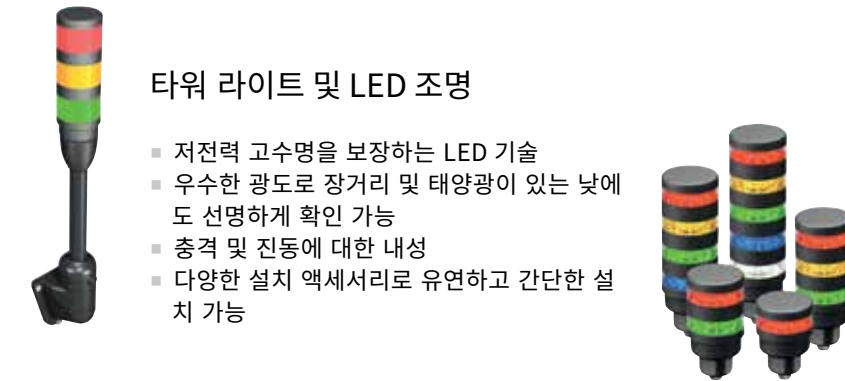 타워 라이트 및 LED 조명
저전력 고수명을 보장하는 LED 기술
우수한 광도로 장거리 및 태양광이 있는 낮에
도 선명하게 확인 가능
충격 및 진동에 대한 내성
다양한 설치 액세서리로 유연하고 간단한 설
치 가능